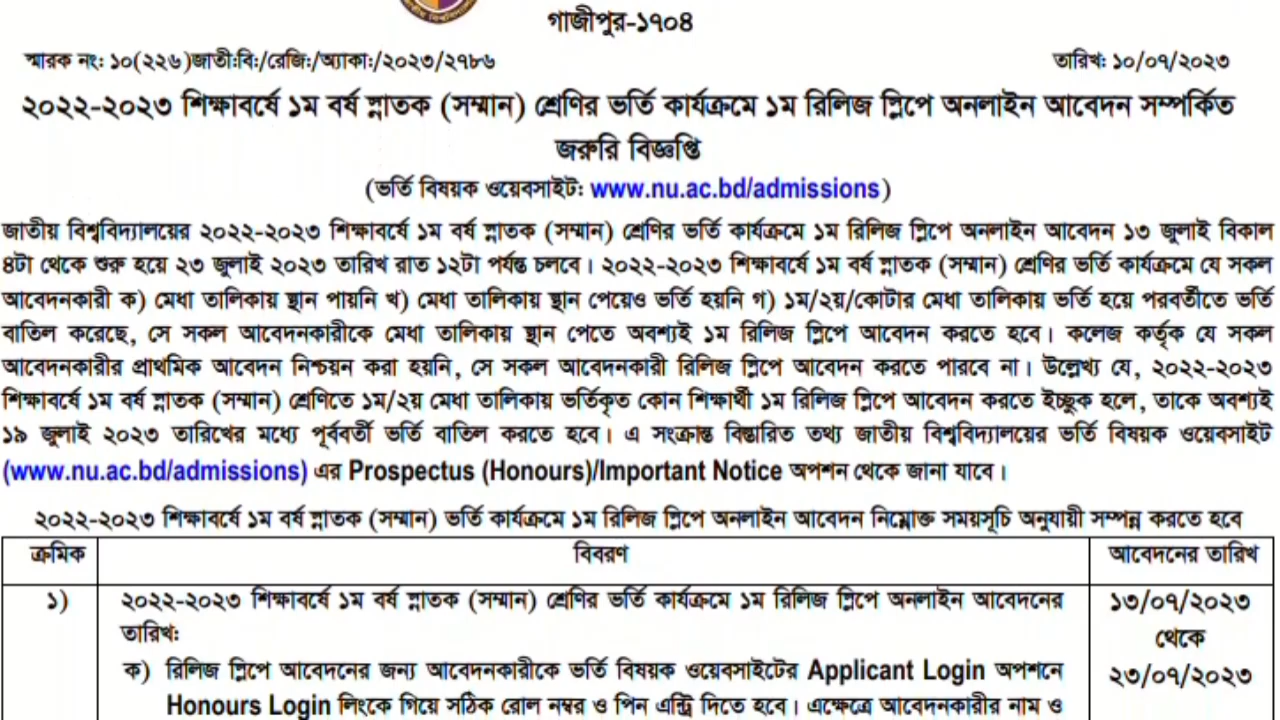 গাজীপুর-১৭০৪
স্মারক নং: ১০(২২৬)জাতী:বি:/রেজি:/অ্যাকা:/২০২৩/২৭৮৬ তারিখ: ১০/০৭/২০২৩
২০২২-২০২৩ শিক্ষাবর্ষে ১ম বর্ষ স্নাতক (সম্মান) শ্রেণির ভর্তি কার্যক্রমে ১ম রিলিজ স্লিপে অনলাইন আবেদন সম্পর্কিত
জরুরি বিজ্ঞপ্তি
(ভর্তি বিষয়ক ওয়েবসাইট: www.nu.ac.bd/admissions)
জাতীয় বিশ্ববিদ্যালয়ের ২০২২-২০২৩ শিক্ষাবর্ষে ১ম বর্ষ স্নাতক (সম্মান) শ্রেণির ভর্তি কার্যক্রমে ১ম রিলিজ স্লিপে অনলাইন আবেদন ১৩ জুলাই বিকাল
৪টা থেকে শুরু হয়ে ২৩ জুলাই ২০২৩ তারিখ রাত ১২টা পর্যন্ত চলবে। ২০২২-২০২৩ শিক্ষাবর্ষে ১ম বর্ষ স্নাতক (সম্মান) শ্রেণির ভর্তি কার্যক্রমে যে সকল
আবেদনকারী ক) মেধা তালিকায় স্থান পায়নি খ) মেধা তালিকায় স্থান পেয়েও ভর্তি হয়নি গ) ১ম/২য়/কোটার মেধা তালিকায় ভর্তি হয়ে পরবর্তীতে ভর্তি
বাতিল করেছে, সে সকল আবেদনকারীকে মেধা তালিকায় স্থান পেতে অবশ্যই ১ম রিলিজ স্লিপে আবেদন করতে হবে। কলেজ কর্তৃক যে সকল
আবেদনকারীর প্রাথমিক আবেদন নিশ্চয়ন করা হয়নি, সে সকল আবেদনকারী রিলিজ স্লিপে আবেদন করতে পারবে না। উল্লেখ্য যে, ২০২২-২০২৩
শিক্ষাবর্ষে ১ম বর্ষ স্নাতক (সম্মান) শ্রেণিতে ১ম/২য় মেধা তালিকায় ভর্তিকৃত কোন শিক্ষার্থী ১ম রিলিজ স্লিপে আবেদন করতে ইচ্ছুক হলে, তাকে অবশ্যই
১৯ জুলাই ২০২৩ তারিখের মধ্যে পূর্ববর্তী ভর্তি বাতিল করতে হবে। এ সংক্রান্ত বিস্তারিত তথ্য জাতীয় বিশ্ববিদ্যালয়ের ভর্তি বিষয়ক ওয়েবসাইট
(www.nu.ac.bd/admissions) এর Prospectus (Honours)/Important Notice অপশন থেকে জানা যাবে।
২০২২-২০২৩ শিক্ষাবর্ষে ১ম বর্ষ স্নাতক (সম্মান) ভর্তি কার্যক্রমে ১ম রিলিজ স্লিপে অনলাইন আবেদন নিম্নোক্ত সময়সূচি অনুযায়ী সম্পন্ন করতে হবে
ক্রমিক বিবরণ আবেদনের তারিখ
১) ২০২২-২০২৩ শিক্ষাবর্ষে ১ম বর্ষ স্নাতক (সম্মান) শ্রেণির ভর্তি কার্যক্রমে ১ম রিলিজ স্লিপে অনলাইন আবেদনের ১৩/০৭/২০২৩
তারিখ: থেকে
ক) রিলিজ স্লিপে আবেদনের জন্য আবেদনকারীকে ভর্তি বিষয়ক ওয়েবসাইটের Applicant Login অপশনে ২৩/০৭/২০২৩
Honours Login লিংকে গিয়ে সঠিক রোল নম্বর ও পিন এন্ট্রি দিতে হবে। এক্ষেত্রে আবেদনকারীর নাম ও